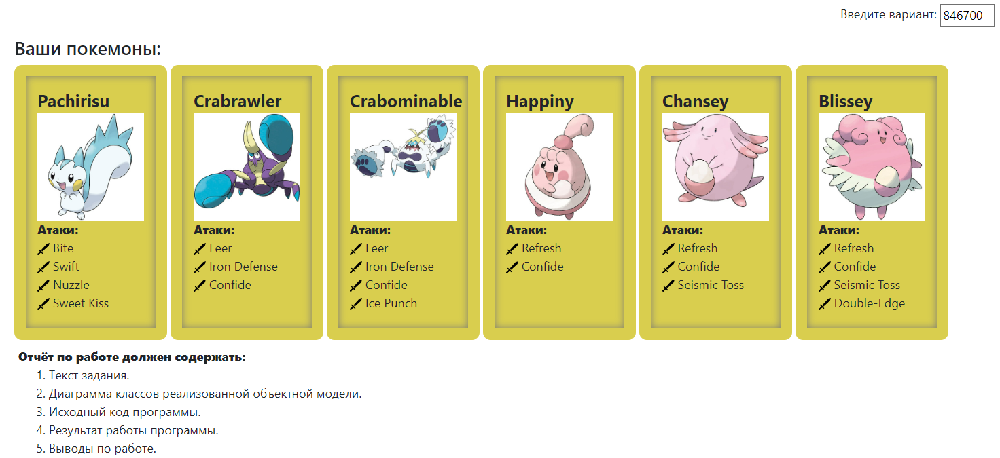 Введите вариант: 846700
Ваши покемоны:
Pachirisu
Атаки:
Bite
Swift
Nuzzle
Sweet Kiss
Crabrawler
Атаки:
Leer
Iron Defense
Confide
Crabominable
Атаки:
Leer
Iron Defense
Confide
Ice Punch
Happiny
Атаки:
Refresh
Confide
Chansey
Атаки:
Refresh
Confide
Seismic Toss
Blissey
Атаки:
Refresh
Confide
Seismic Toss
Double-Edge
Отчёт по работе должен содержать:
1. Текст задания.
2. Диаграмма классов реализованной объектной модели.
3. Исходный код программы.
4. Результат работы программы.
5. Выводы по работе.